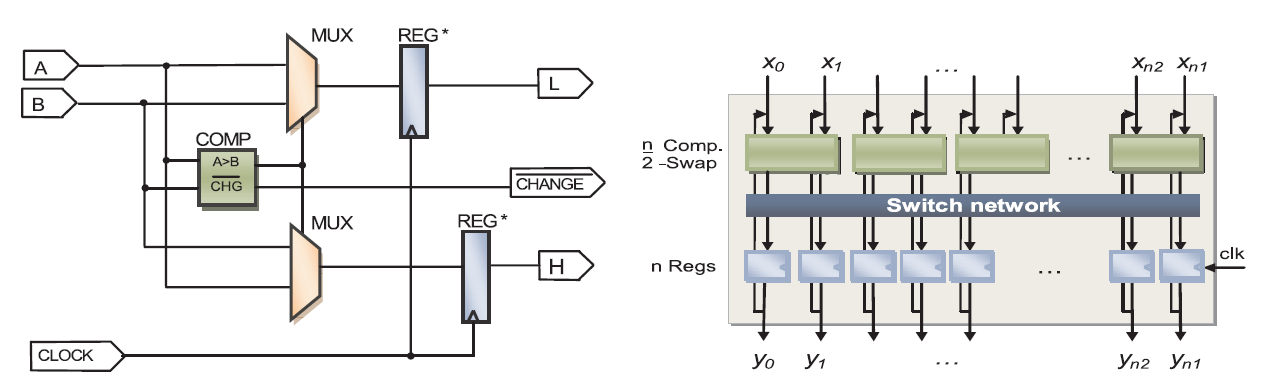 MUX
REG*
A
B
L
COMP
A>B
CHG
CHANGE
MUX
REG*
H
CLOCK
x0 x1 ... xn2 xn1
n Comp.
2 -Swap
...
Switch network
n Regs
...
clk
y0 y1 ... yn2 yn1